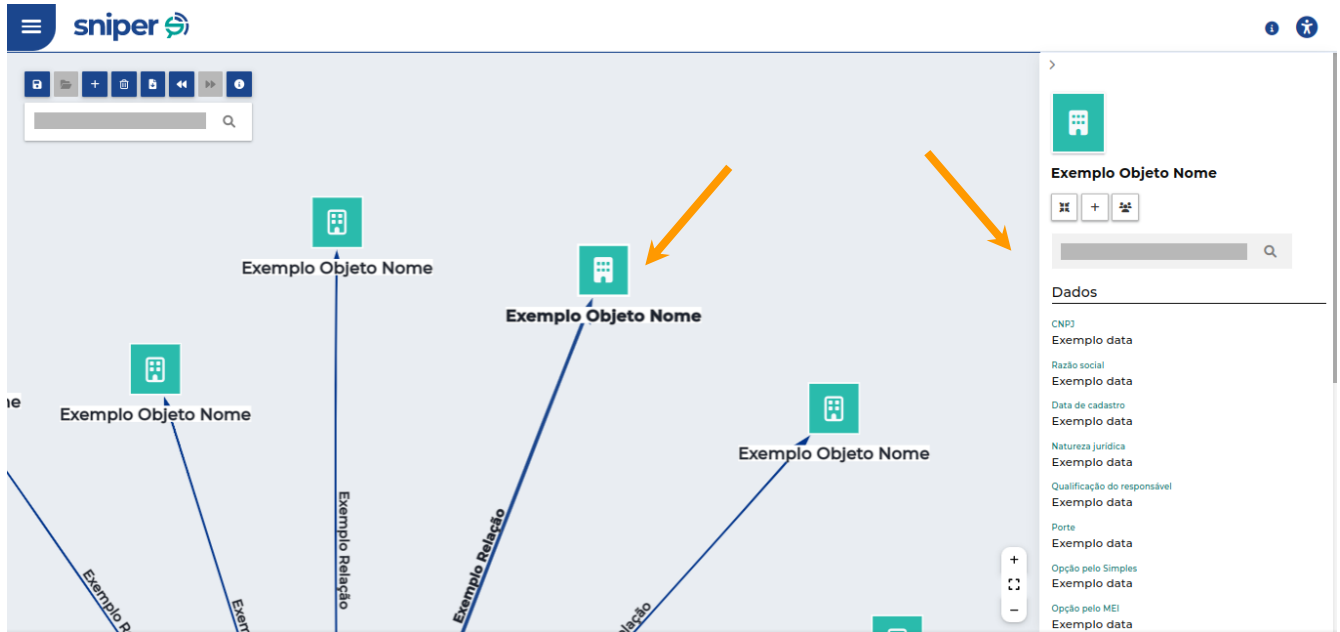 sniper
Exemplo Objeto Nome
Exemplo Objeto Nome
Exemplo Objeto Nome
Exemplo Objeto Nome
Exemplo Relação
Exemplo Relação
Exemplo Objeto Nome
Dados
CNPJ
Exemplo data
Razão social
Exemplo data
Data de cadastro
Exemplo data
Natureza jurídica
Exemplo data
Qualificação do responsável
Exemplo data
Porte
Exemplo data
Opção pelo Simples
Exemplo data
Opção pelo MEI
Exemplo data